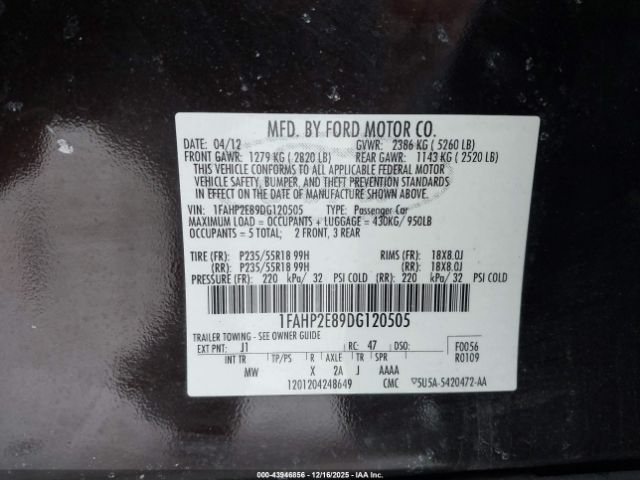 MFD. BY FORD MOTOR CO.
DATE: 04/12 GVWR: 2386 KG ( 5260 LB)
FRONT GAWR: 1279 KG ( 2820 LB) REAR GAWR: 1143 KG ( 2520 LB)
THIS VEHICLE CONFORMS TO ALL APPLICABLE FEDERAL MOTOR
VEHICLE SAFETY, BUMPER, AND THEFT PREVENTION STANDARDS
IN EFFECT ON THE DATE OF MANUFACTURE SHOWN ABOVE.
VIN: 1FAHP2E89DG120505 TYPE: Passenger Car
MAXIMUM LOAD = OCCUPANTS + LUGGAGE = 430KG/ 950LB
OCCUPANTS = 5 TOTAL; 2 FRONT, 3 REAR
TIRE (FR): P235/55R18 99H RIMS (FR): 18X8.0J
(RR): P235/55R18 99H (RR): 18X8.0J
PRESSURE (FR): 220 kPa/ 32 PSI COLD (RR): 220 kPa/ 32 PSI COLD
1FAHP2E89DG120505
TRAILER TOWING - SEE OWNER GUIDE
EXT PNT: J1 RC: 47 DSO: F0056
INT TR TP/PS R AXLE TR SPR R0109
MW X 2A J AAAA
1201204248649 CMC ▽5U5A-5420472-AA
000-43946856 - 12/16/2025 - IAAC Inc.